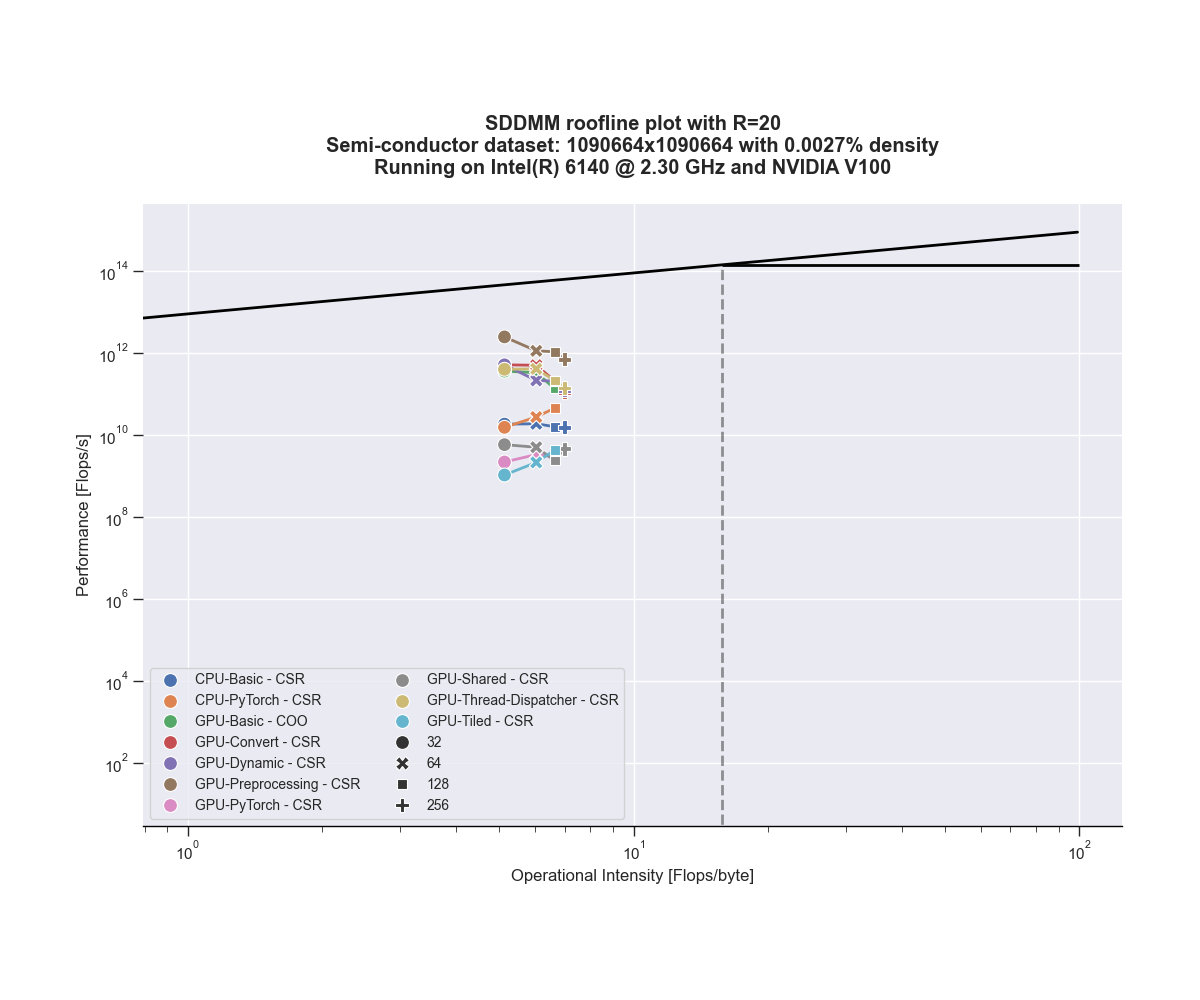 SDDMM roofline plot with R=20
Semi-conductor dataset: 1090664x1090664 with 0.0027% density
Running on Intel(R) 6140 @ 2.30 GHz and NVIDIA V100
Performance [Flops/s]
10^14
10^12
10^10
10^8
10^6
10^4
10^2
CPU-Basic - CSR
CPU-PyTorch - CSR
GPU-Basic - COO
GPU-Convert - CSR
GPU-Dynamic - CSR
GPU-Preprocessing - CSR
GPU-PyTorch - CSR
GPU-Shared - CSR
GPU-Thread-Dispatcher - CSR
GPU-Tiled - CSR
32
64
128
256
10^0
10^1
10^2
Operational Intensity [Flops/byte]